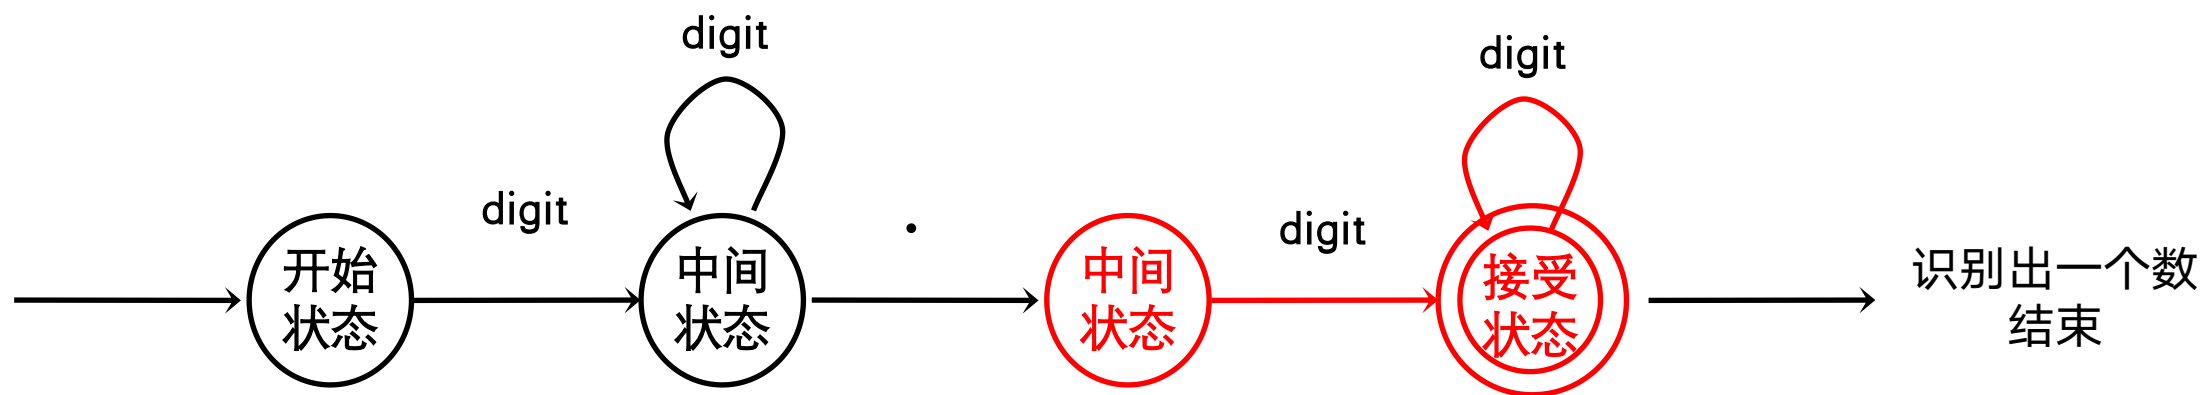 digit
digit
digit
.
digit
开始
状态
中间
状态
中间
状态
接受
状态
识别出一个数
结束